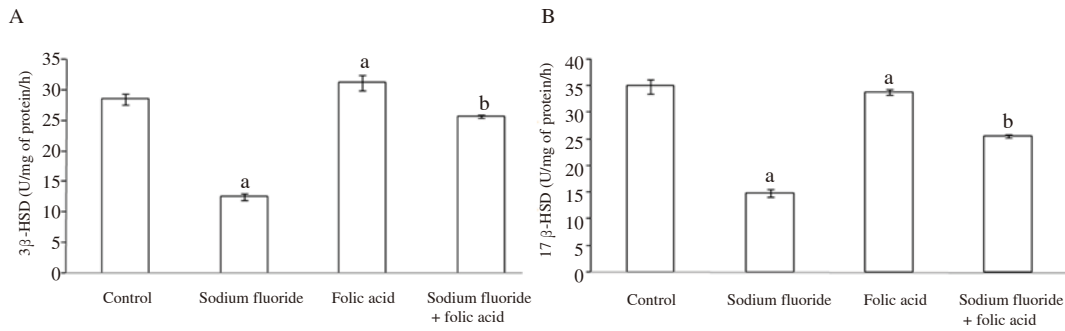 A
3β-HSD (U/mg of protein/h)
35
30
25
20
15
10
5
0
a
a
b
Control
Sodium fluoride
Folic acid
Sodium fluoride
+ folic acid
B
17 β-HSD (U/mg of protein/h)
40
35
30
25
20
15
10
5
0
a
a
b
Control
Sodium fluoride
Folic acid
Sodium fluoride
+ folic acid